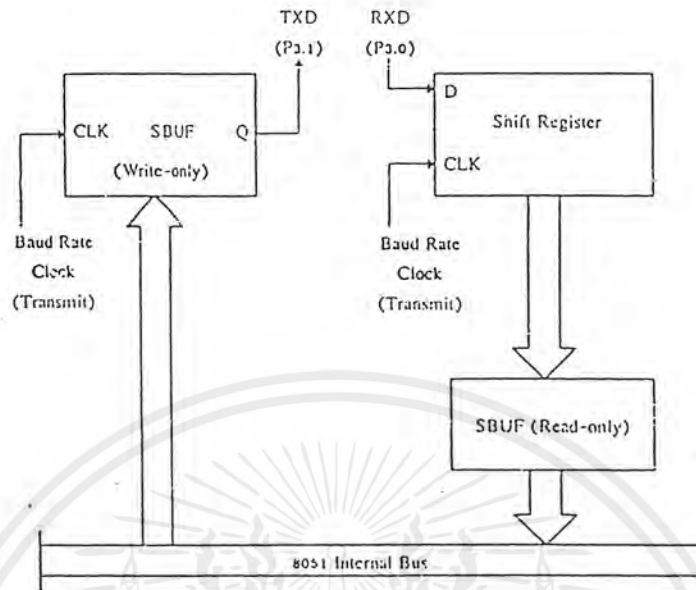 TXD
(P3.1)
RXD
(P3.0)
CLK SBUF Q
(Write-only)
D
Shift Register
CLK
Baud Rate
Clock
(Transmit)
Baud Rate
Clock
(Transmit)
SBUF (Read-only)
8051 Internal Bus